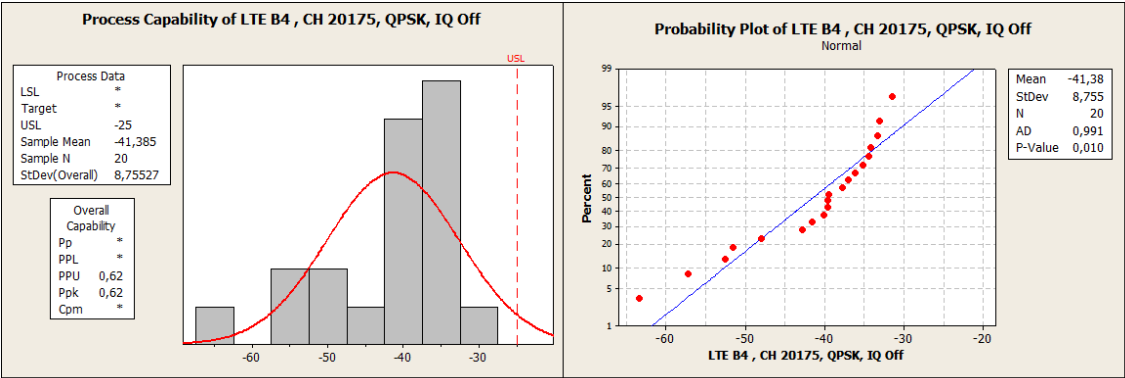 Process Capability of LTE B4 , CH 20175, QPSK, IQ Off
USL
Process Data
LSL *
Target *
USL -25
Sample Mean -41,385
Sample N 20
StDev(Overall) 8,75527
Overall
Capability
Pp *
PPL *
PPU 0,62
Ppk 0,62
Cpm *
-60 -50 -40 -30
Probability Plot of LTE B4 , CH 20175, QPSK, IQ Off
Normal
99
95
90
80
70
60
50
40
30
20
10
5
1
Percent
-60 -50 -40 -30 -20
LTE B4 , CH 20175, QPSK, IQ Off
Mean -41,38
StDev 8,755
N 20
AD 0,991
P-Value 0,010